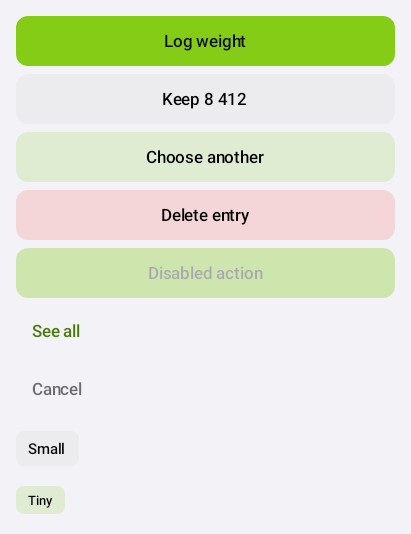 Log weight
Keep 8 412
Choose another
Delete entry
Disabled action
See all
Cancel
Small
Tiny